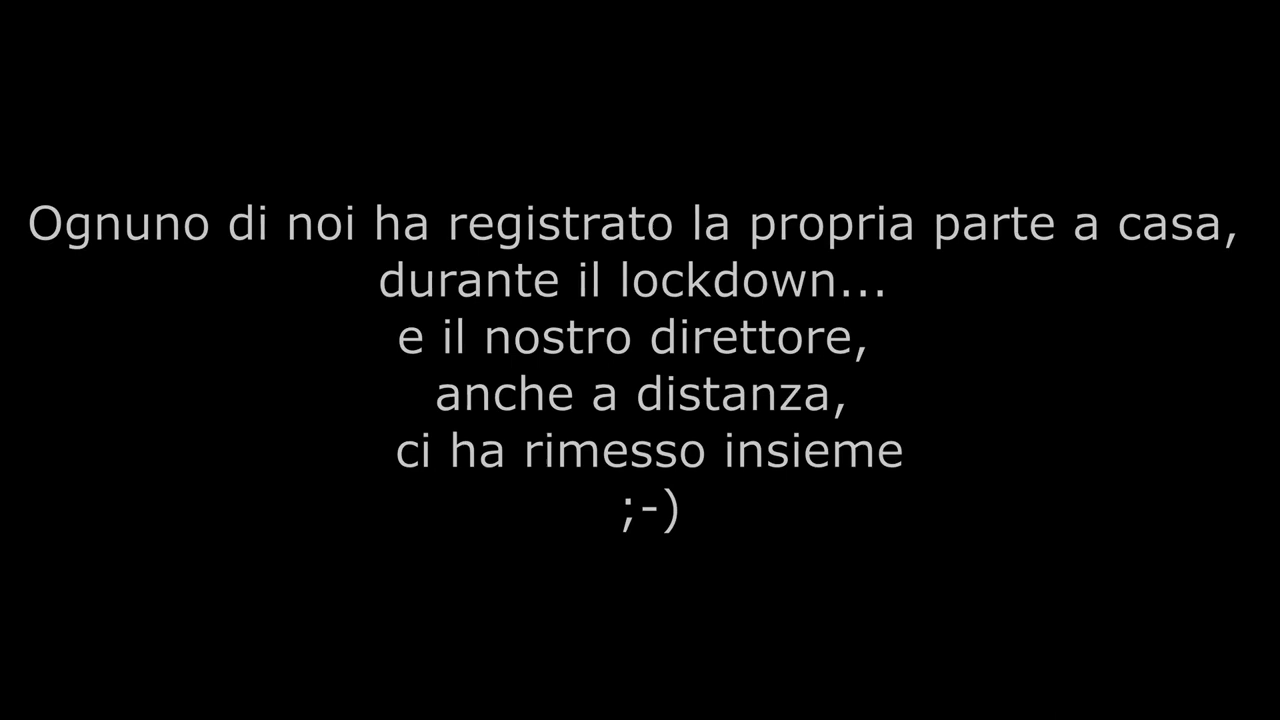 Ognuno di noi ha registrato la propria parte a casa,
durante il lockdown...
e il nostro direttore,
anche a distanza,
ci ha rimesso insieme
;-)